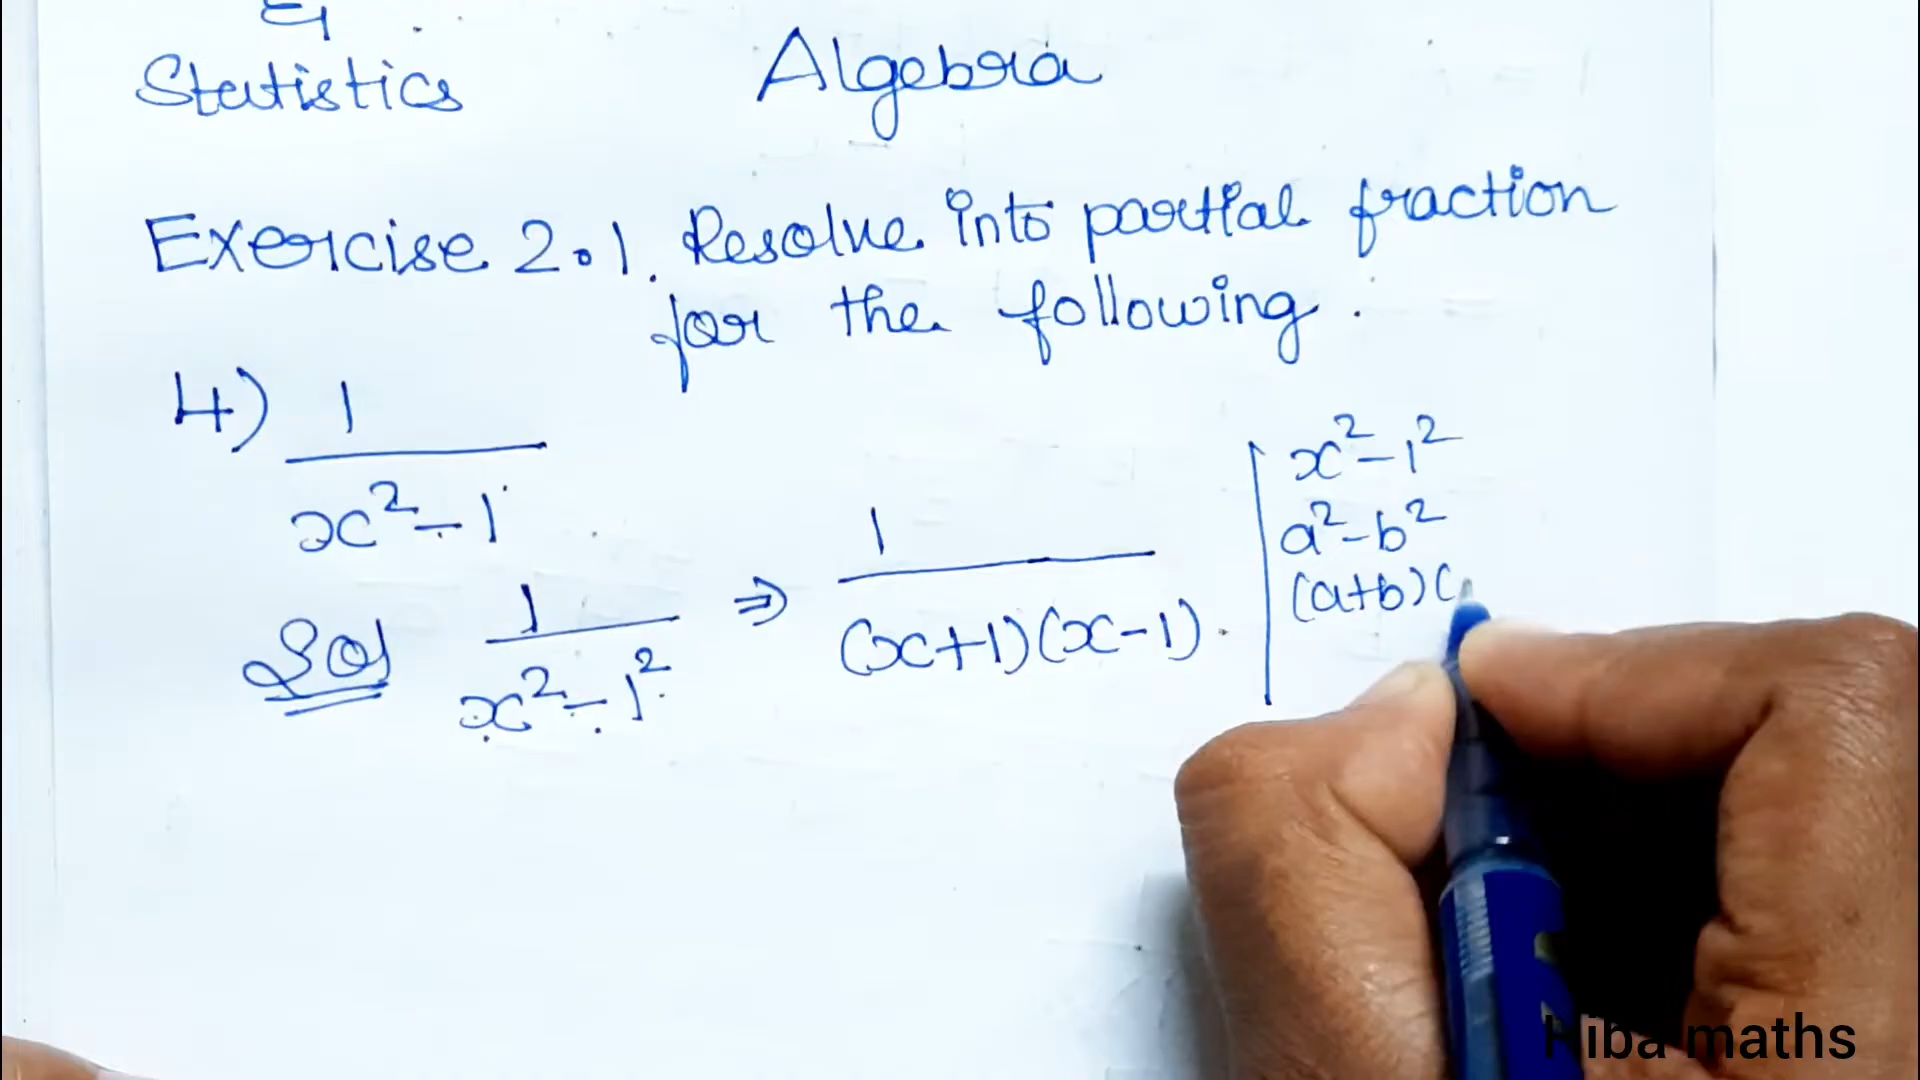 Statistics
Algebra
Exercise 2.1. Resolve into partial fraction
for the following.
4) 1
x² - 1
Sol 1 ⇒ 1
x² - 1² (x+1)(x-1).
x² - 1²
a² - b²
(a+b)(
Hiba maths